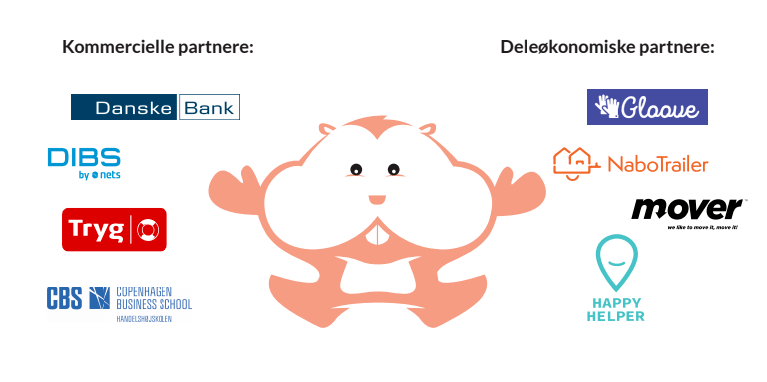 Kommercielle partnere:
Danske Bank
DIBS
by nets
Tryg
CBS COPENHAGEN
BUSINESS SCHOOL
HANDELSHØJSKOLEN
Deleøkonomiske partnere:
Gloove
NaboTrailer
mover
we like to move it, move it!
HAPPY
HELPER